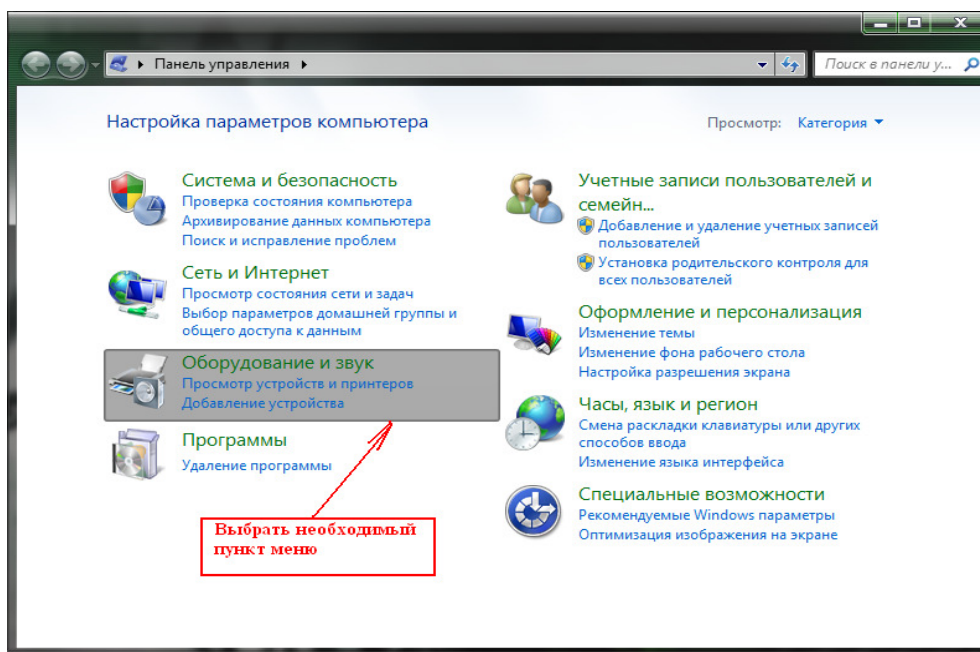 Панель управления
Поиск в панели у...
Настройка параметров компьютера
Просмотр: Категория
Система и безопасность
Проверка состояния компьютера
Архивирование данных компьютера
Поиск и исправление проблем
Сеть и Интернет
Просмотр состояния сети и задач
Выбор параметров домашней группы и
общего доступа к данным
Оборудование и звук
Просмотр устройств и принтеров
Добавление устройства
Программы
Удаление программы
Выбрать необходимый
пункт меню
Учетные записи пользователей и
семейн...
Добавление и удаление учетных записей
пользователей
Установка родительского контроля для
всех пользователей
Оформление и персонализация
Изменение темы
Изменение фона рабочего стола
Настройка разрешения экрана
Часы, язык и регион
Смена раскладки клавиатуры или других
способов ввода
Изменение языка интерфейса
Специальные возможности
Рекомендуемые Windows параметры
Оптимизация изображения на экране